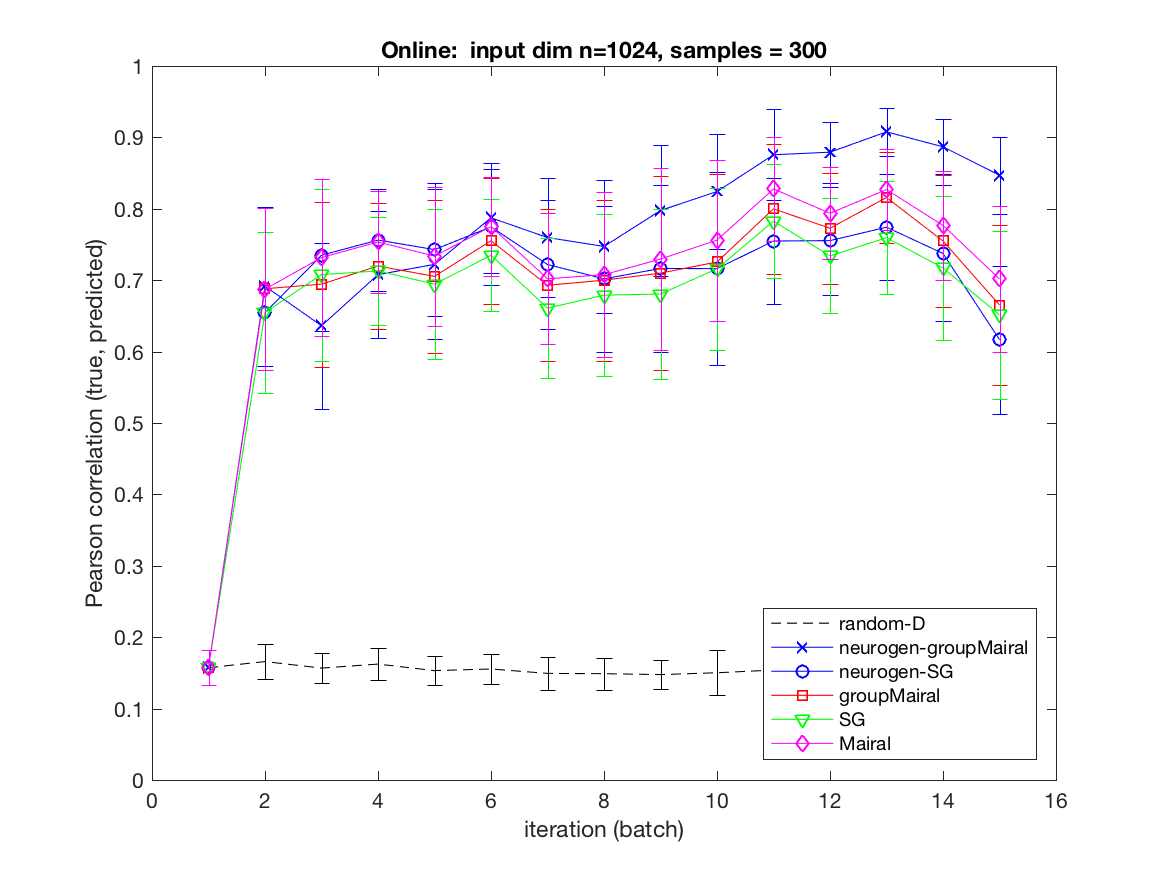 Online:  input dim n=1024, samples = 300
Pearson correlation (true, predicted)
1
0.9
0.8
0.7
0.6
0.5
0.4
0.3
0.2
0.1
0
0 2 4 6 8 10 12 14 16
iteration (batch)
random-D
neurogen-groupMairal
neurogen-SG
groupMairal
SG
Mairal